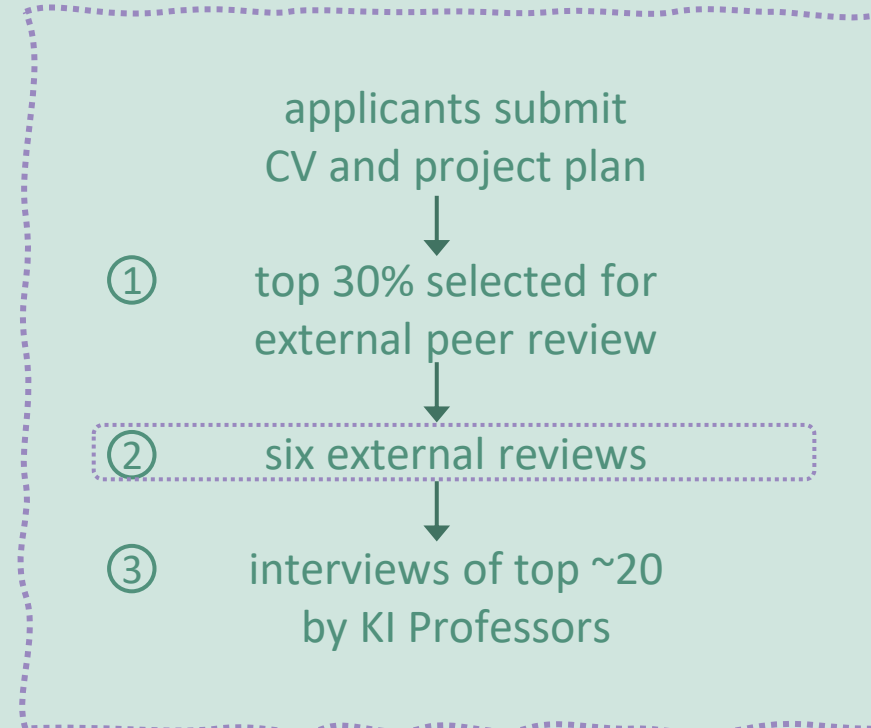 applicants submit
CV and project plan
① top 30% selected for
external peer review
② six external reviews
③ interviews of top ~20
by KI Professors